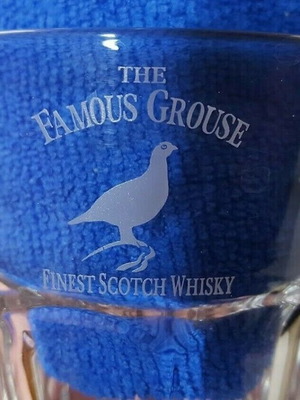 THE
FAMOUS GROUSE
FINEST SCOTCH WHISKY